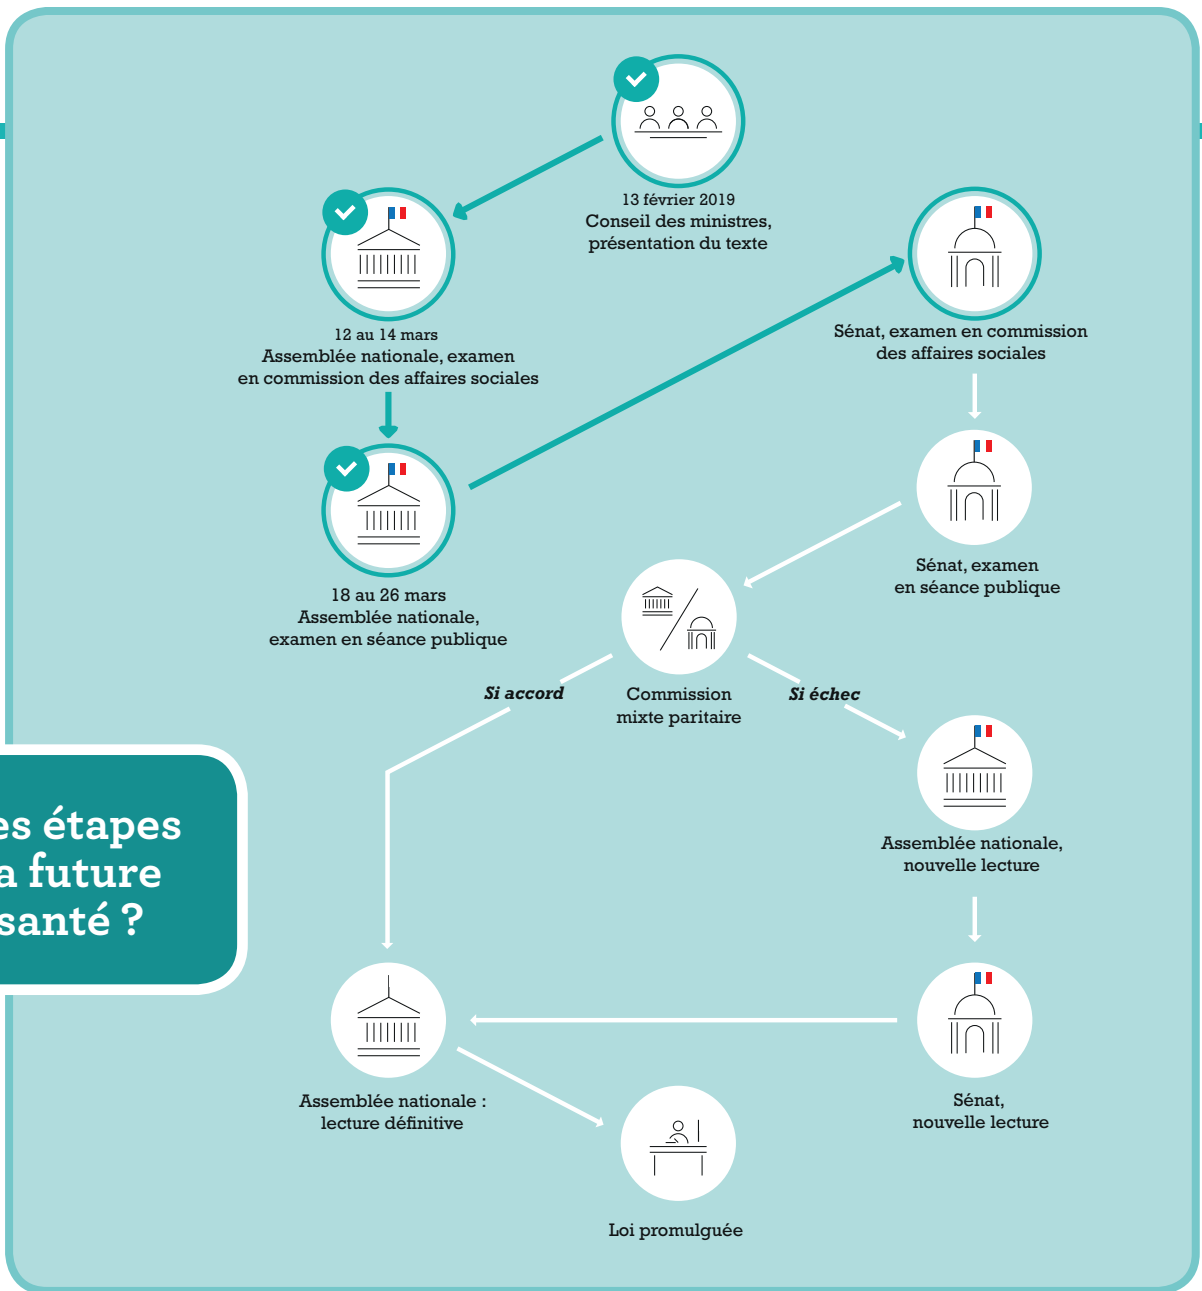 13 février 2019
Conseil des ministres,
présentation du texte
12 au 14 mars
Assemblée nationale, examen
en commission des affaires sociales
18 au 26 mars
Assemblée nationale,
examen en séance publique
Sénat, examen en commission
des affaires sociales
Sénat, examen
en séance publique
Commission
mixte paritaire
Si accord
Si échec
Assemblée nationale,
nouvelle lecture
Sénat,
nouvelle lecture
Assemblée nationale :
lecture définitive
Loi promulguée
étapes
future
santé ?